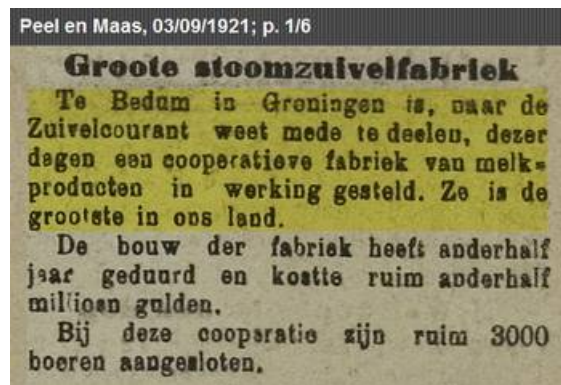 Peel en Maas, 03/09/1921; p. 1/6
Groote stoomzuivelfabriek
Te Bedum in Groningen is, naar de
Zuivelcourant weet mede te deelen, dezer
dagen een cooperatieve fabriek van melk-
producten in werking gesteld. Ze is de
grootste in ons land.
De bouw der fabriek heeft anderhalf
jaar geduurd en kostte ruim anderhalf
millioen gulden.
Bij deze cooperatie zijn ruim 3000
boeren aangesloten.